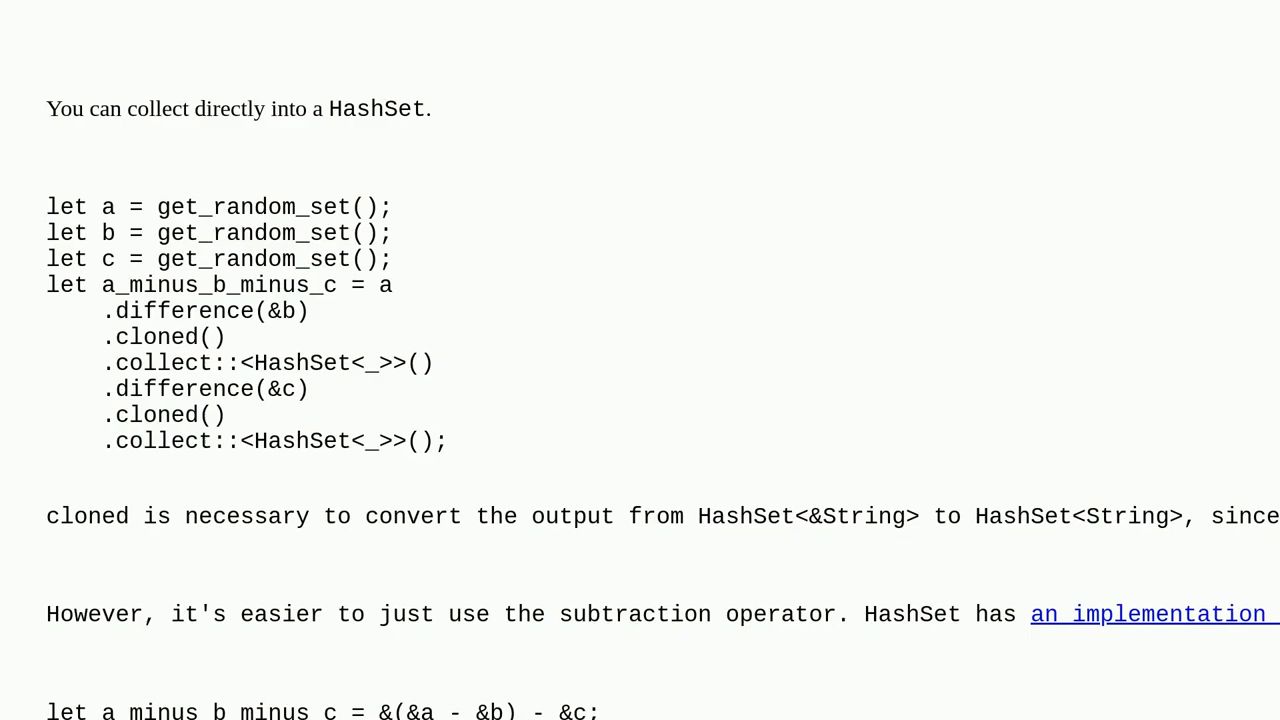 You can collect directly into a HashSet.
let a = get_random_set();
let b = get_random_set();
let c = get_random_set();
let a_minus_b_minus_c = a
    .difference(&b)
    .cloned()
    .collect::<HashSet<_>>()
    .difference(&c)
    .cloned()
    .collect::<HashSet<_>>();
cloned is necessary to convert the output from HashSet<&String> to HashSet<String>, since
However, it's easier to just use the subtraction operator. HashSet has an implementation
let a_minus_b_minus_c = &(&a - &b) - &c;